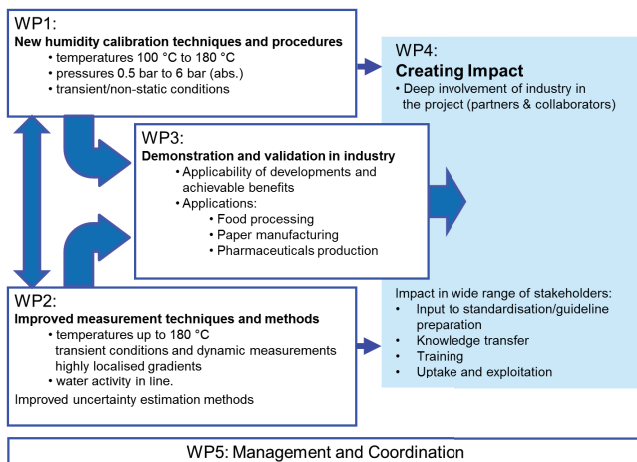 WP1:
New humidity calibration techniques and procedures
• temperatures 100 °C to 180 °C
• pressures 0.5 bar to 6 bar (abs.)
• transient/non-static conditions
WP3:
Demonstration and validation in industry
• Applicability of developments and
achievable benefits
• Applications:
• Food processing
• Paper manufacturing
• Pharmaceuticals production
WP2:
Improved measurement techniques and methods
• temperatures up to 180 °C
transient conditions and dynamic measurements
highly localised gradients
• water activity in line.
Improved uncertainty estimation methods
WP4:
Creating Impact
• Deep involvement of industry in
the project (partners & collaborators)
Impact in wide range of stakeholders:
• Input to standardisation/guideline
preparation
• Knowledge transfer
• Training
• Uptake and exploitation
WP5: Management and Coordination